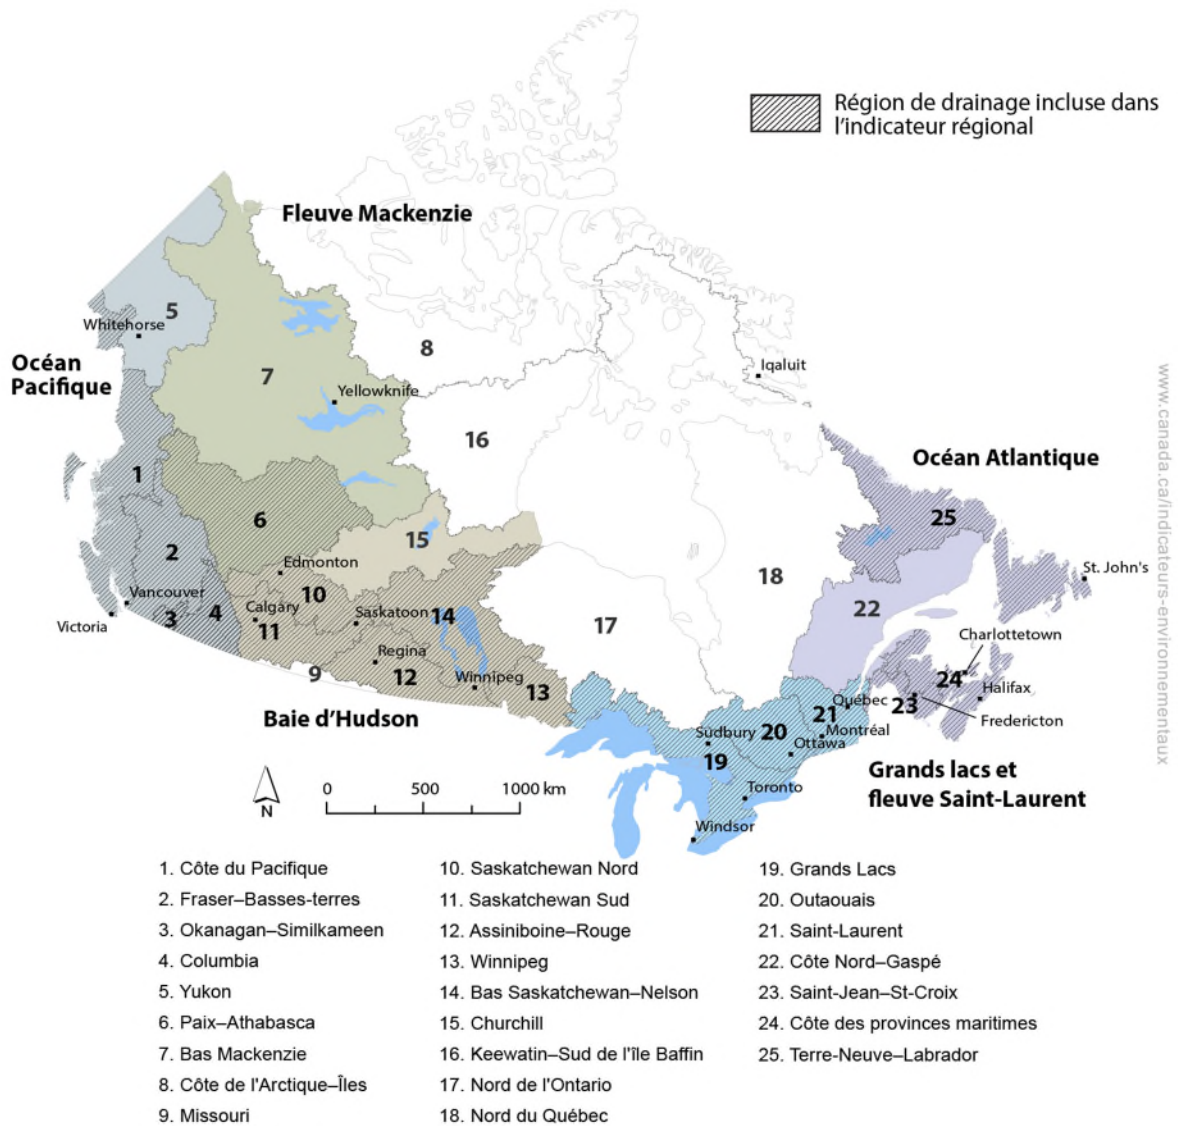 Région de drainage incluse dans
l'indicateur régional
Fleuve Mackenzie
5
Whitehorse
Océan
Pacifique
8
7
Iqaluit
Yellowknife
16
Océan Atlantique
1
6
25
15
2
Edmonton
18
St. John's
Vancouver
10
Calgary
Saskatoon
14
22
Victoria
3
4
11
17
Charlottetown
Regina
9
12
Winnipeg
13
24
Halifax
Québec
23
Fredericton
Baie d'Hudson
21
Sudbury
20
Montréal
Ottawa
19
Grands lacs et
fleuve Saint-Laurent
N
0 500 1000 km
Toronto
Windsor
www.canada.ca/indicateurs-environnementaux
1. Côte du Pacifique
2. Fraser–Basses-terres
3. Okanagan–Similkameen
4. Columbia
5. Yukon
6. Paix–Athabasca
7. Bas Mackenzie
8. Côte de l'Arctique–Îles
9. Missouri
10. Saskatchewan Nord
11. Saskatchewan Sud
12. Assiniboine–Rouge
13. Winnipeg
14. Bas Saskatchewan–Nelson
15. Churchill
16. Keewatin–Sud de l'île Baffin
17. Nord de l'Ontario
18. Nord du Québec
19. Grands Lacs
20. Outaouais
21. Saint-Laurent
22. Côte Nord–Gaspé
23. Saint-Jean–St-Croix
24. Côte des provinces maritimes
25. Terre-Neuve–Labrador